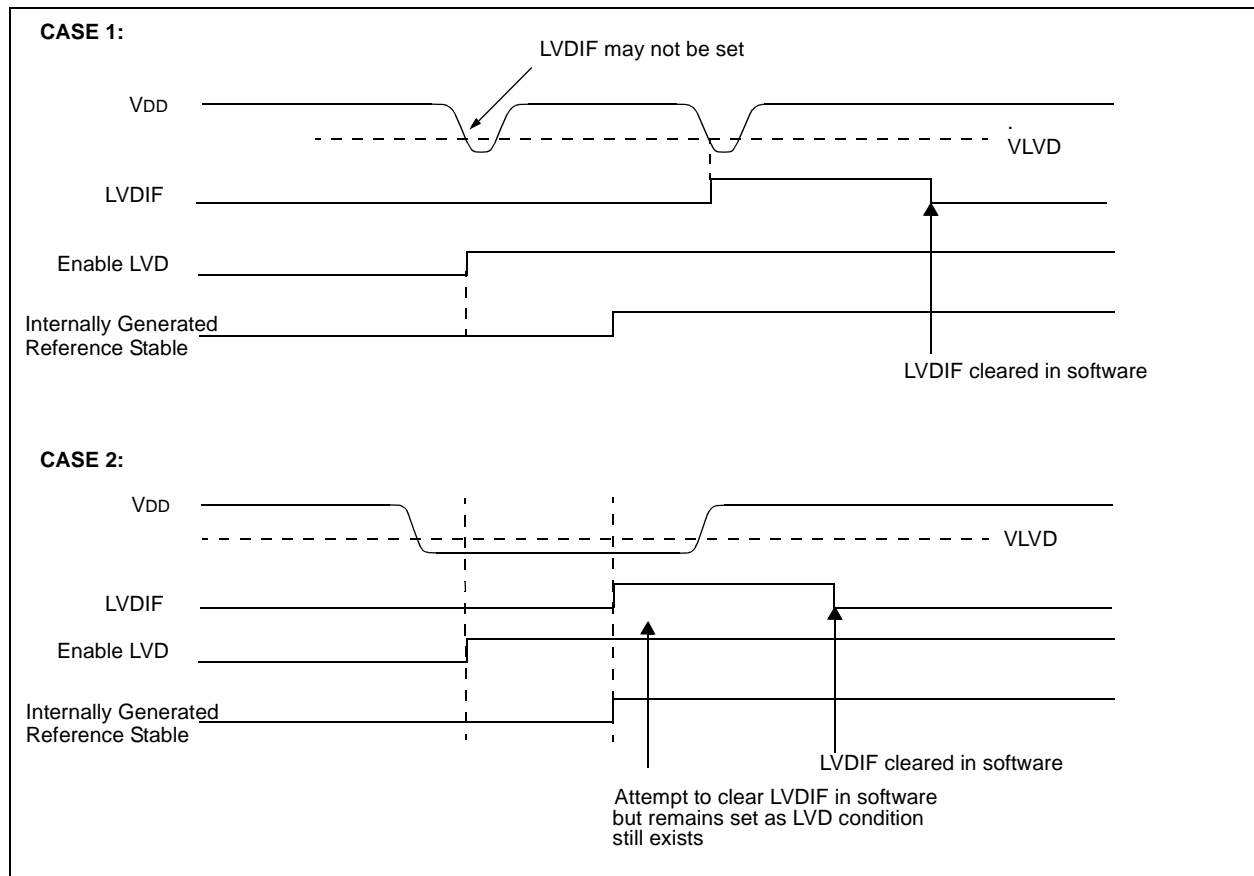 CASE 1:
LVDIF may not be set
VDD
.
VLVD
LVDIF
Enable LVD
Internally Generated
Reference Stable
LVDIF cleared in software
CASE 2:
VDD
VLVD
LVDIF
Enable LVD
Internally Generated
Reference Stable
LVDIF cleared in software
Attempt to clear LVDIF in software
but remains set as LVD condition
still exists